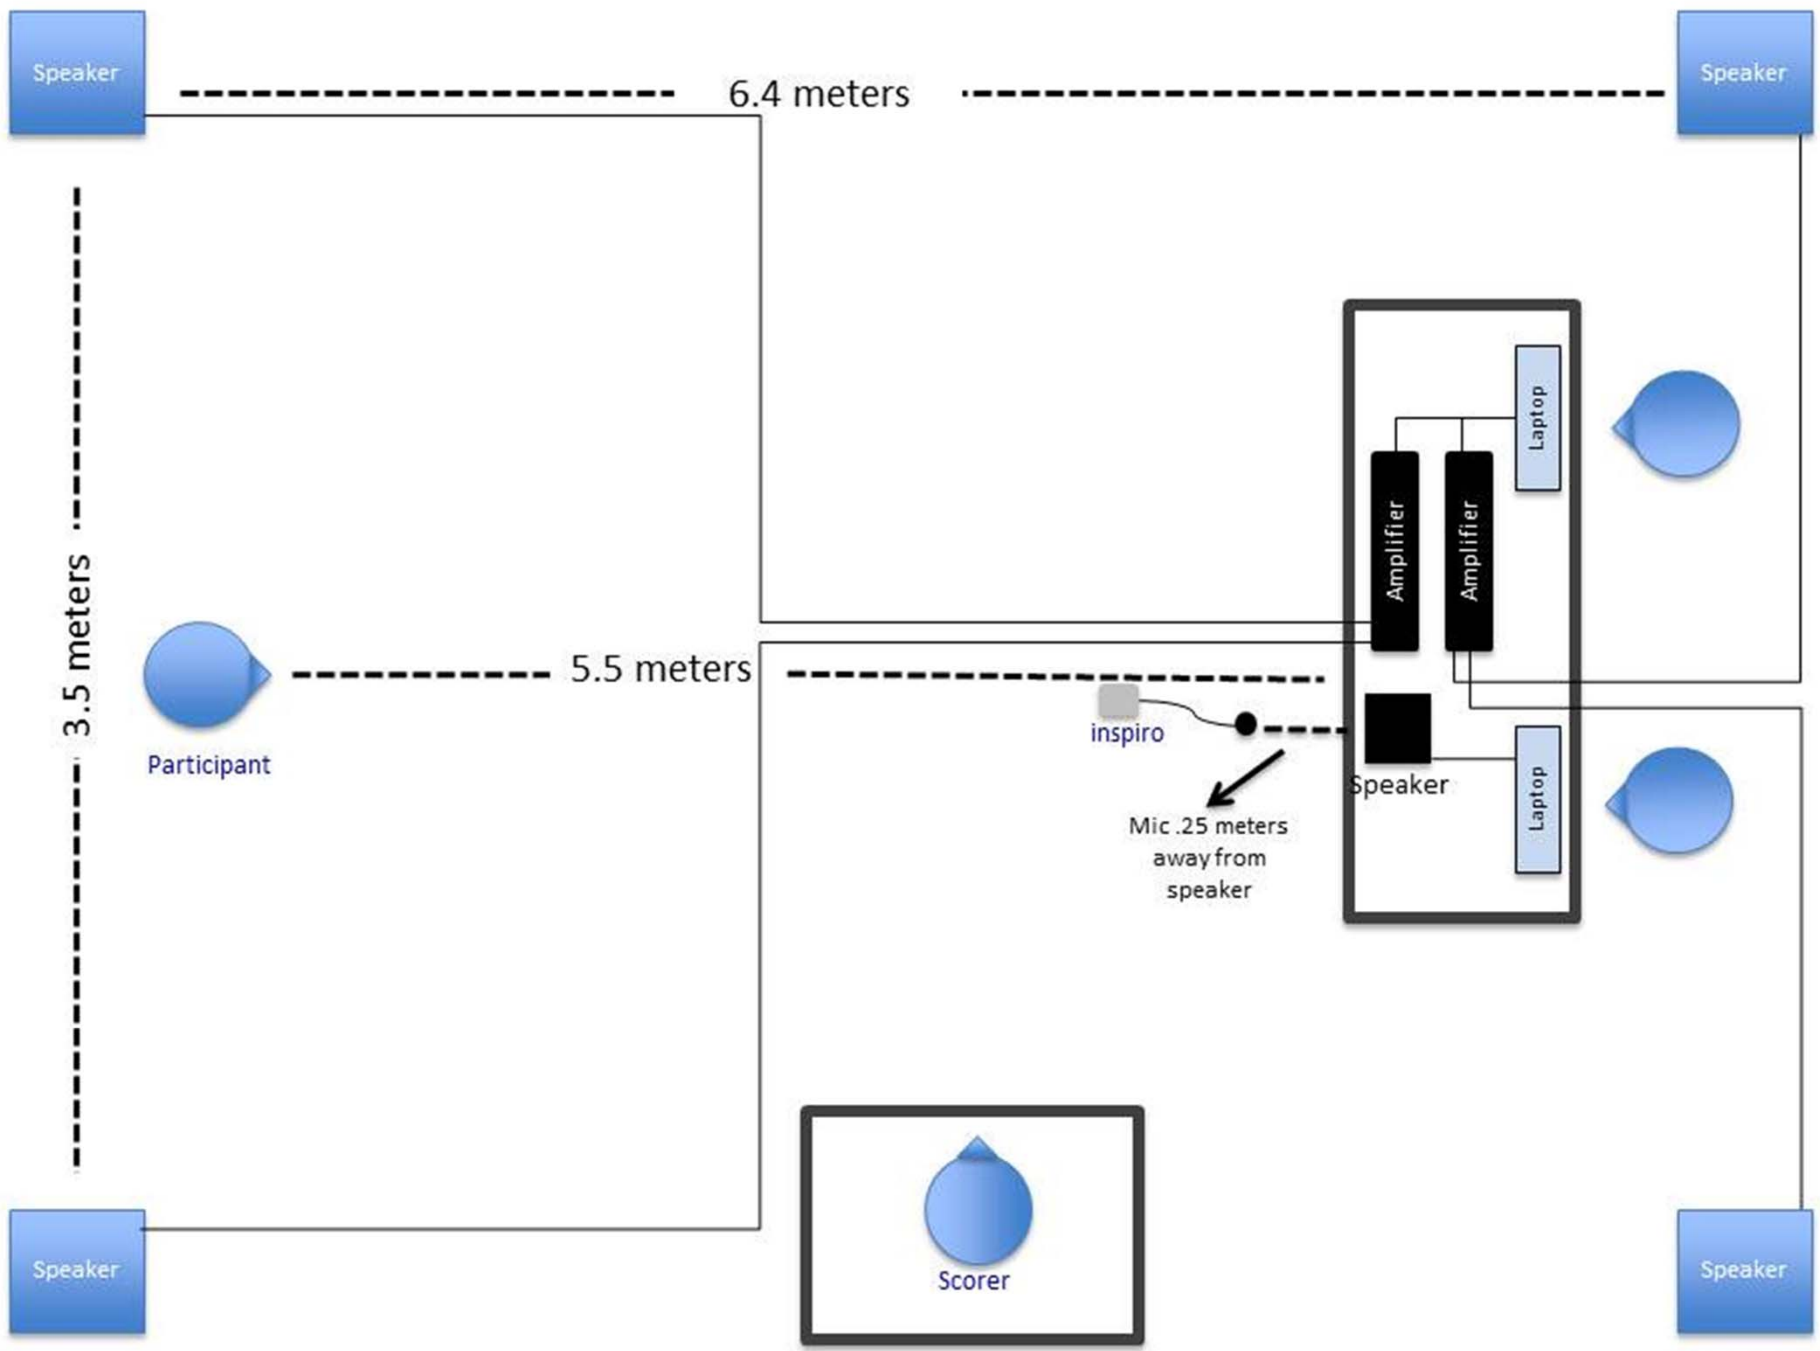 Speaker
6.4 meters
Speaker
Laptop
Amplifier
Amplifier
3.5 meters
5.5 meters
inspiro
Participant
Speaker
Laptop
Mic .25 meters
away from
speaker
Speaker
Scorer
Speaker